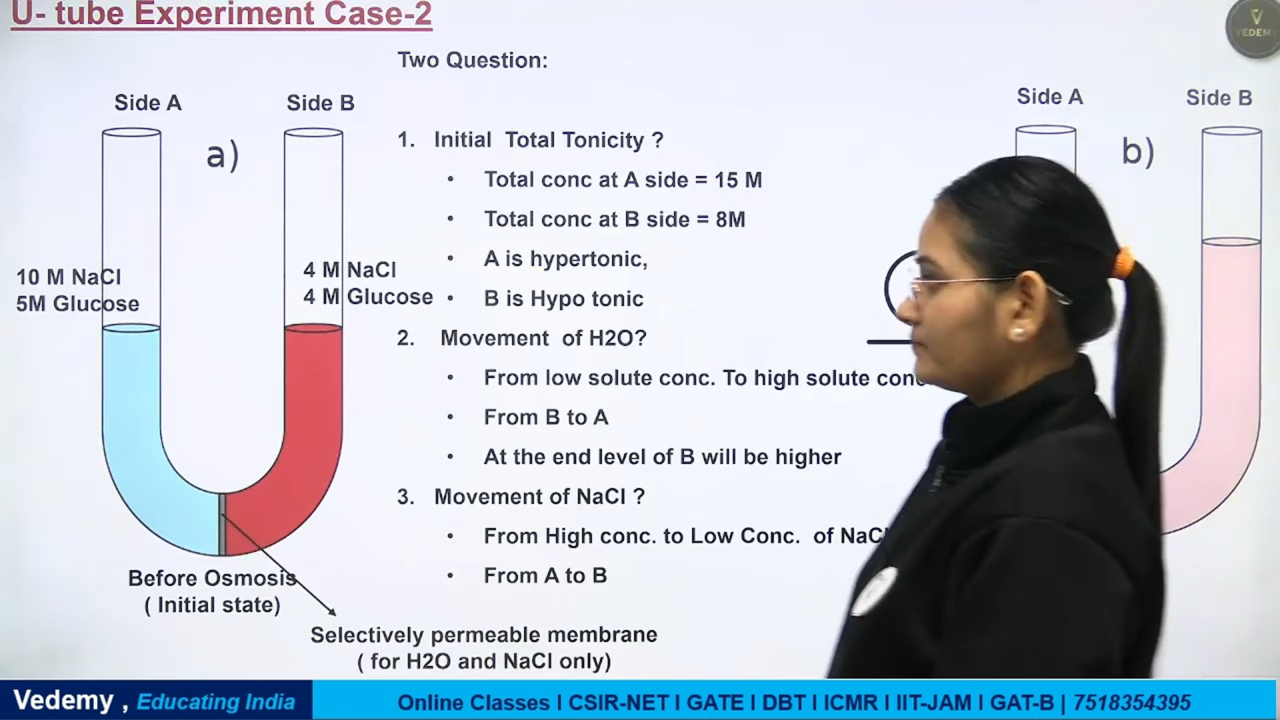 U- tube Experiment Case-2
VEDEMY
Two Question:
Side A
Side B
a)
10 M NaCl
5M Glucose
4 M NaCl
4 M Glucose
1. Initial Total Tonicity ?
• Total conc at A side = 15 M
• Total conc at B side = 8M
• A is hypertonic,
• B is Hypo tonic
2. Movement of H2O?
• From low solute conc. To high solute conc
• From B to A
• At the end level of B will be higher
3. Movement of NaCl ?
• From High conc. to Low Conc. of NaCl
• From A to B
Before Osmosis
( Initial state)
Selectively permeable membrane
( for H2O and NaCl only)
Side A
Side B
b)
Vedemy , Educating India
Online Classes I CSIR-NET I GATE I DBT I ICMR I IIT-JAM I GAT-B | 7518354395